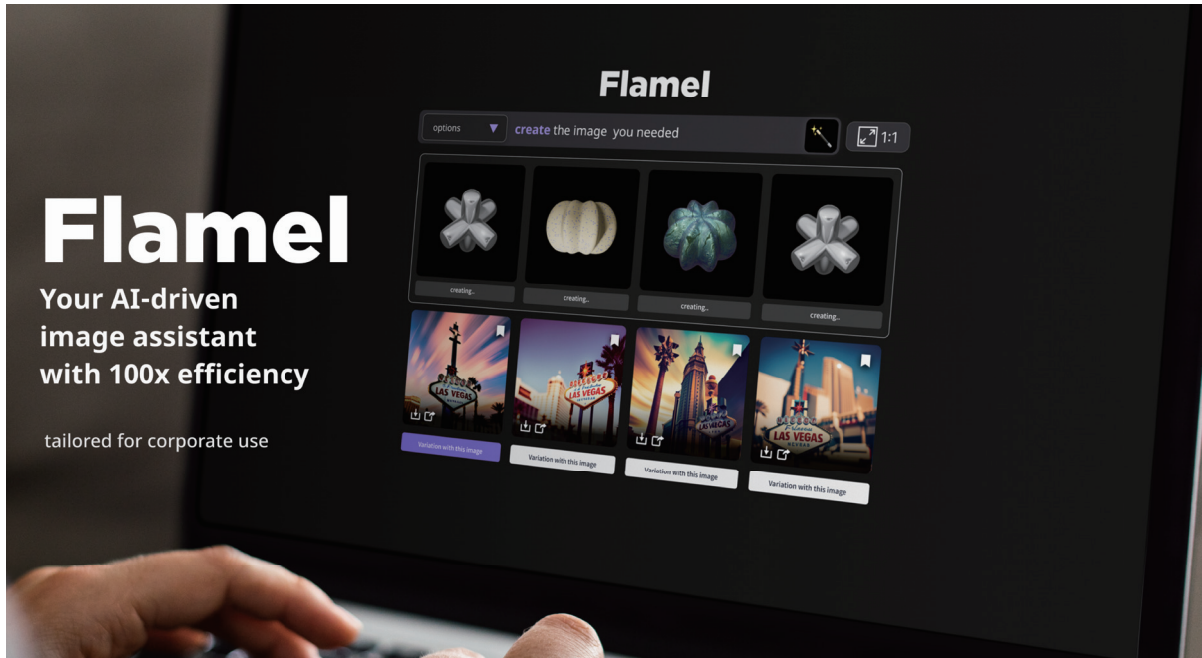 Flamel
Your AI-driven
image assistant
with 100x efficiency
tailored for corporate use
Flamel
options
create the image you needed
1:1
creating..
creating..
creating..
creating..
LAS VEGAS
LAS VEGAS
LAS VEGAS
LAS VEGAS
Variation with this image
Variation with this image
Variation with this image
Variation with this image